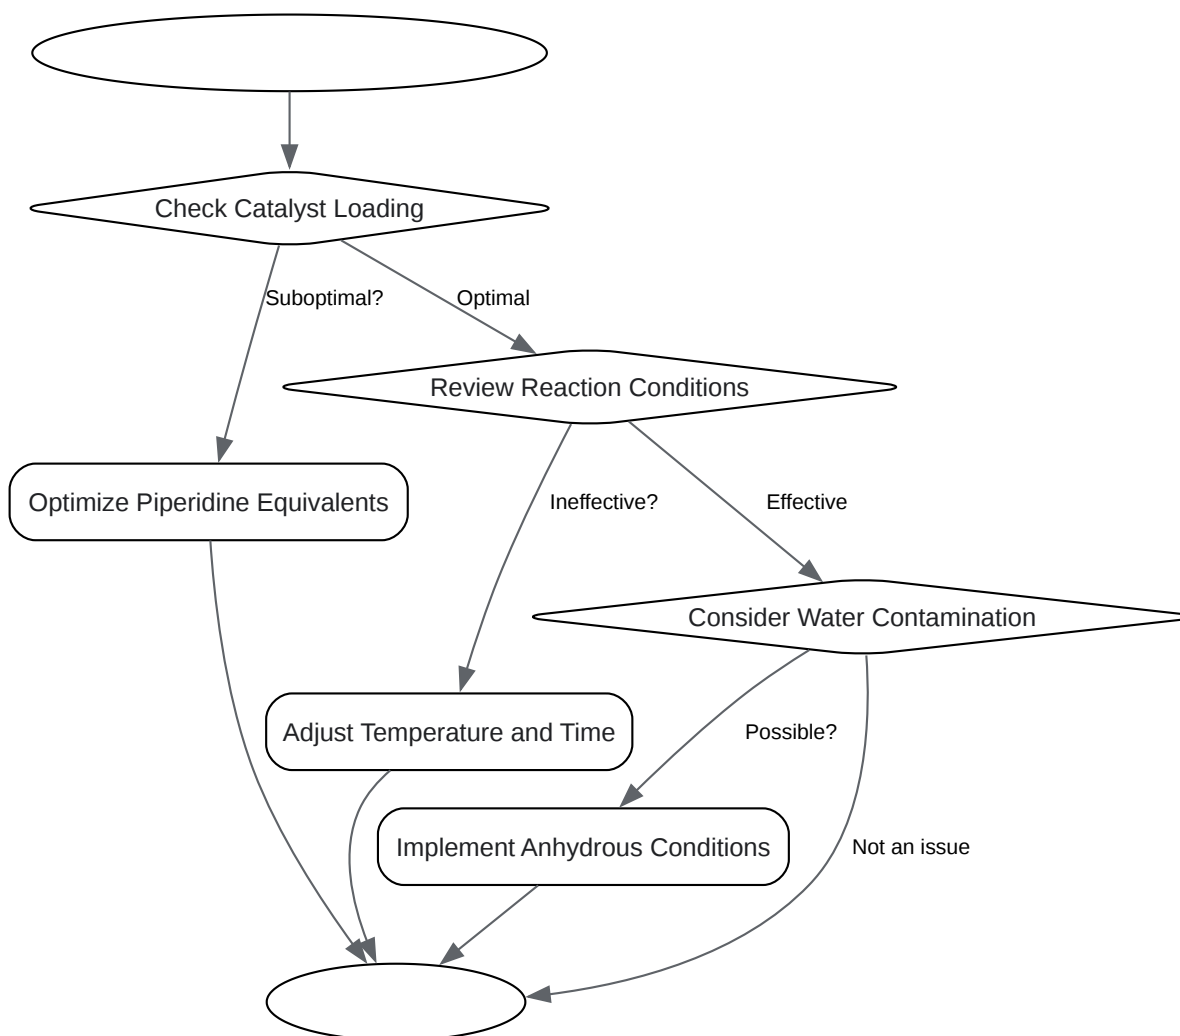 Check Catalyst Loading
Suboptimal?
Optimal
Review Reaction Conditions
Optimize Piperidine Equivalents
Ineffective?
Effective
Consider Water Contamination
Adjust Temperature and Time
Possible?
Implement Anhydrous Conditions
Not an issue